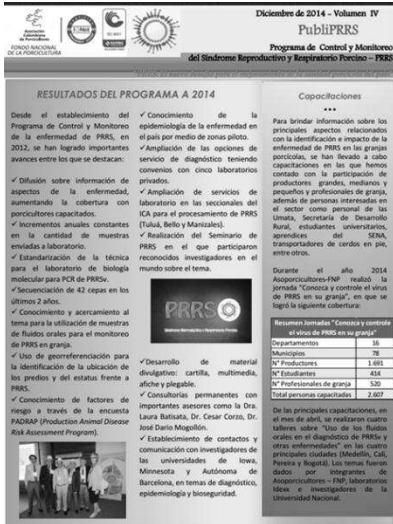 Asociación
Colombiana
de Porcicultores
FONDO NACIONAL
DE LA PORCICULTURA
Diciembre de 2014 - Volumen IV
PubliPRRS
Programa de Control y Monitoreo
del Síndrome Reproductivo y Respiratorio Porcino – PRRS
RESULTADOS DEL PROGRAMA A 2014
Desde el establecimiento del
Programa de Control y Monitoreo
de la enfermedad de PRRS, en
2012, se han logrado importantes
avances entre los que se destacan:
✓ Difusión sobre información de
aspectos de la enfermedad,
aumentando la cobertura con
porcicultores capacitados.
✓ Incrementos anuales constantes
en la cantidad de muestras
enviadas a laboratorio.
✓ Estandarización de la técnica
para el laboratorio de biología
molecular para PCR de PRRSv.
✓ Secuenciación de 42 cepas en los
últimos 2 años.
✓ Conocimiento y acercamiento al
tema para la utilización de muestras
de fluidos orales para el monitoreo
de PRRS en granja.
✓ Uso de georreferenciación para
la identificación de la ubicación de
los predios y del estatus frente a
PRRS.
✓ Conocimiento de factores de
riesgo a través de la encuesta
PADRAP (Production Animal Disease
Risk Assessment Program).
✓ Conocimiento de la
epidemiología de la enfermedad en
el país por medio de zonas piloto.
✓ Ampliación de las opciones de
servicio de diagnóstico teniendo
convenios con cinco laboratorios
privados.
✓ Ampliación de servicios de
laboratorio en las seccionales del
ICA para el procesamiento de PRRS
(Tuluá, Bello y Manizales).
✓ Realización del Seminario de
PRRS en el que participaron
reconocidos investigadores en el
mundo sobre el tema.
PRRS
Síndrome Reproductivo y Respiratorio Porcino
✓ Desarrollo de material
divulgativo: cartilla, multimedia,
afiche y plegable.
✓ Consultorías permanentes con
importantes asesores como la Dra.
Laura Batista, Dr. Cesar Corzo, Dr.
José Darío Mogollón.
✓ Establecimiento de contactos y
comunicación con investigadores de
las universidades de Iowa,
Minnesota y Autónoma de
Barcelona, en temas de diagnóstico,
epidemiología y bioseguridad.
Capacitaciones
•••
Para brindar información sobre los
principales aspectos relacionados
con la identificación e impacto de la
enfermedad de PRRS en las granjas
porcícolas, se han llevado a cabo
capacitaciones en las que hemos
contado con la participación de
productores grandes, medianos y
pequeños y profesionales de granja,
además de personas interesadas en
el sector como personal de las
Umata, Secretaría de Desarrollo
Rural, estudiantes universitarios,
aprendices del SENA,
transportadores de cerdos en pie,
entre otros.
Durante el año 2014
Asoporcicultores-FNP realizó la
jornada "Conozca y controle el virus
de PRRS en su granja", en que se
logró la siguiente cobertura:
Resumen Jornadas "Conozca y controle
el virus de PRRS en su granja"
Departamentos 16
Municipios 78
N° Productores 1.691
N° Estudiantes 414
N° Profesionales de granja 520
Total personas capacitadas 2.607
De las principales capacitaciones, en
el mes de abril, se realizaron cuatro
talleres sobre "Uso de los fluidos
orales en el diagnóstico de PRRSv y
otras enfermedades" en las cuatro
principales ciudades (Medellín, Cali,
Pereira y Bogotá). Los temas fueron
dados por integrantes de
Asoporcicultores – FNP, laboratorios
Idexx e investigadores de la
Universidad Nacional.